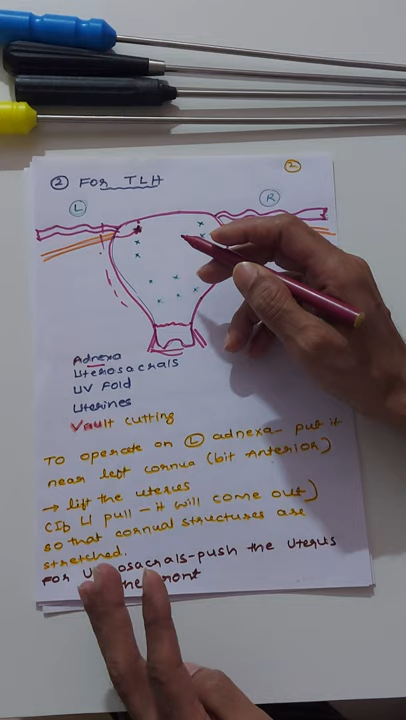 ② For TLH
②
L
R
Adnexa
Uterosacrals
UV Fold
Uterines
Vault cutting
To operate on Ⓛ adnexa- put it
near left cornua (bit Anterior)
→ lift the uterus
pull - it will come out)
so that cornual structures are
stretched.
For U osacrals-push the Uterus
the front